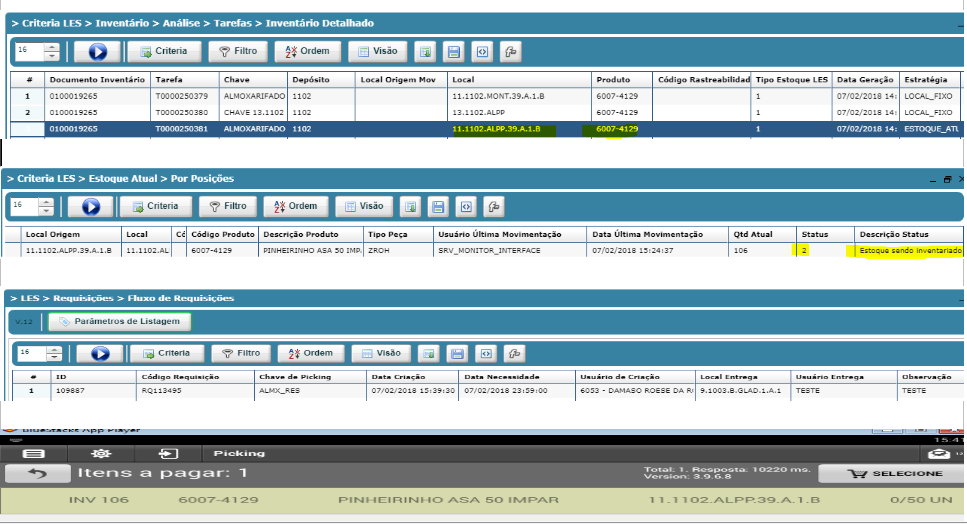 > Criteria LES > Inventário > Análise > Tarefas > Inventário Detalhado
16 Criteria Filtro Ordem Visão
# Documento Inventário Tarefa Chave Depósito Local Origem Mov Local Produto Código Rastreabilidad Tipo Estoque LES Data Geração Estratégia
1 0100019265 T0000250379 ALMOXARIFADO 1102 11.1102.MONT.39.A.1.B 6007-4129 1 07/02/2018 14: LOCAL_FIXO
2 0100019265 T0000250380 CHAVE 13.1102 1102 13.1102.ALPP 6007-4129 1 07/02/2018 14: LOCAL_FIXO
0100019265 T0000250381 ALMOXARIFADO 1102 11.1102.ALPP.39.A.1.B 6007-4129 1 07/02/2018 14: ESTOQUE_ATL
> Criteria LES > Estoque Atual > Por Posições
16 Criteria Filtro Ordem Visão
Local Origem Local Có Código Produto Descrição Produto Tipo Peça Usuário Última Movimentação Data Última Movimentação Qtd Atual Status Descrição Status
11.1102.ALPP.39.A.1.B 11.1102.AL 6007-4129 PINHEIRINHO ASA 50 IMPA ZROH SRV_MONITOR_INTERFACE 07/02/2018 15:24:37 106 2 Estoque sendo inventariado
> LES > Requisições > Fluxo de Requisições
v.12 Parâmetros de Listagem
16 Criteria Filtro Ordem Visão
# ID Código Requisição Chave de Picking Data Criação Data Necessidade Usuário de Criação Local Entrega Usuário Entrega Observação
1 109887 RQ113495 ALMX_RES 07/02/2018 15:39:30 07/02/2018 23:59:00 6053 - DAMASO ROESE DA R 9.1003.B.GLAD.1.A.1 TESTE TESTE
BlueStacks App Player
15:41
Picking
Itens a pagar: 1 Total: 1. Resposta: 10220 ms. SELECIONE
Version: 3.9.6.8
INV 106 6007-4129 PINHEIRINHO ASA 50 IMPAR 11.1102.ALPP.39.A.1.B 0/50 UN